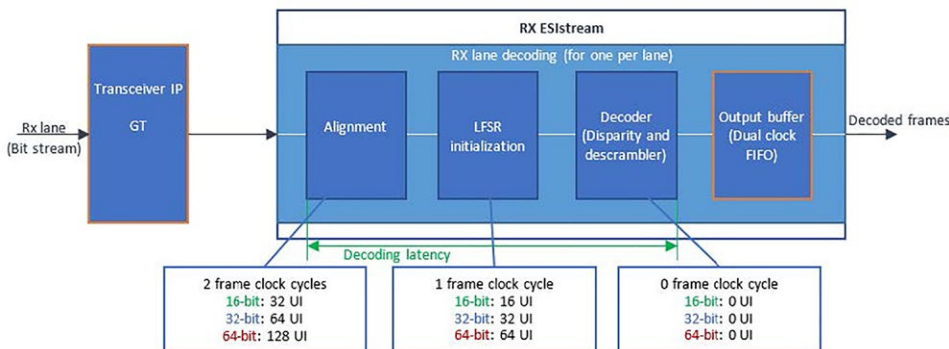 RX ESIstream
RX lane decoding (for one per lane)
Transceiver IP
GT
Rx lane
(Bit stream)
Alignment
LFSR
initialization
Decoder
(Disparity and
descrambler)
Output buffer
(Dual clock
FIFO)
Decoded frames
Decoding latency
2 frame clock cycles
16-bit: 32 UI
32-bit: 64 UI
64-bit: 128 UI
1 frame clock cycle
16-bit: 16 UI
32-bit: 32 UI
64-bit: 64 UI
0 frame clock cycle
16-bit: 0 UI
32-bit: 0 UI
64-bit: 0 UI